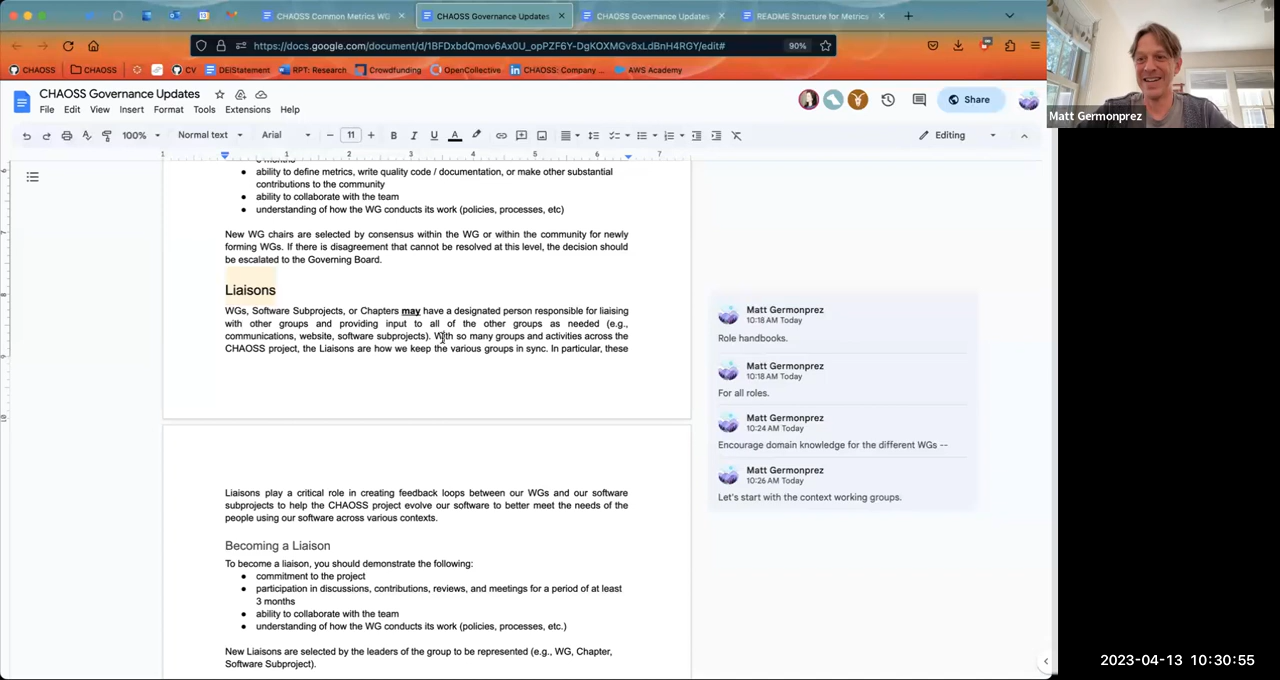 CHAOSS Common Metrics WG
CHAOSS Governance Updates
CHAOSS Governance Updates
README Structure for Metrics
https://docs.google.com/document/d/1BFDxbdQmov6Ax0U_opPZF6Y-DgKOXMGv8xLdBnH4RGY/edit#
90%
CHAOSS
CHAOSS
CV
DEIStatement
RPT: Research
Crowdfunding
OpenCollective
CHAOSS: Company ...
AWS Academy
CHAOSS Governance Updates
File Edit View Insert Format Tools Extensions Help
Share
100%
Normal text
Arial
11
Editing
ability to define metrics, write quality code / documentation, or make other substantial
contributions to the community
ability to collaborate with the team
understanding of how the WG conducts its work (policies, processes, etc)
New WG chairs are selected by consensus within the WG or within the community for newly
forming WGs. If there is disagreement that cannot be resolved at this level, the decision should
be escalated to the Governing Board.
Liaisons
WGs, Software Subprojects, or Chapters may have a designated person responsible for liaising
with other groups and providing input to all of the other groups as needed (e.g.,
communications, website, software subprojects). With so many groups and activities across the
CHAOSS project, the Liaisons are how we keep the various groups in sync. In particular, these
Liaisons play a critical role in creating feedback loops between our WGs and our software
subprojects to help the CHAOSS project evolve our software to better meet the needs of the
people using our software across various contexts.
Becoming a Liaison
To become a liaison, you should demonstrate the following:
commitment to the project
participation in discussions, contributions, reviews, and meetings for a period of at least
3 months
ability to collaborate with the team
understanding of how the WG conducts its work (policies, processes, etc.)
New Liaisons are selected by the leaders of the group to be represented (e.g., WG, Chapter,
Software Subproject).
Matt Germonprez
10:18 AM Today
Role handbooks.
Matt Germonprez
10:18 AM Today
For all roles.
Matt Germonprez
10:24 AM Today
Encourage domain knowledge for the different WGs --
Matt Germonprez
10:26 AM Today
Let's start with the context working groups.
Matt Germonprez
2023-04-13 10:30:55